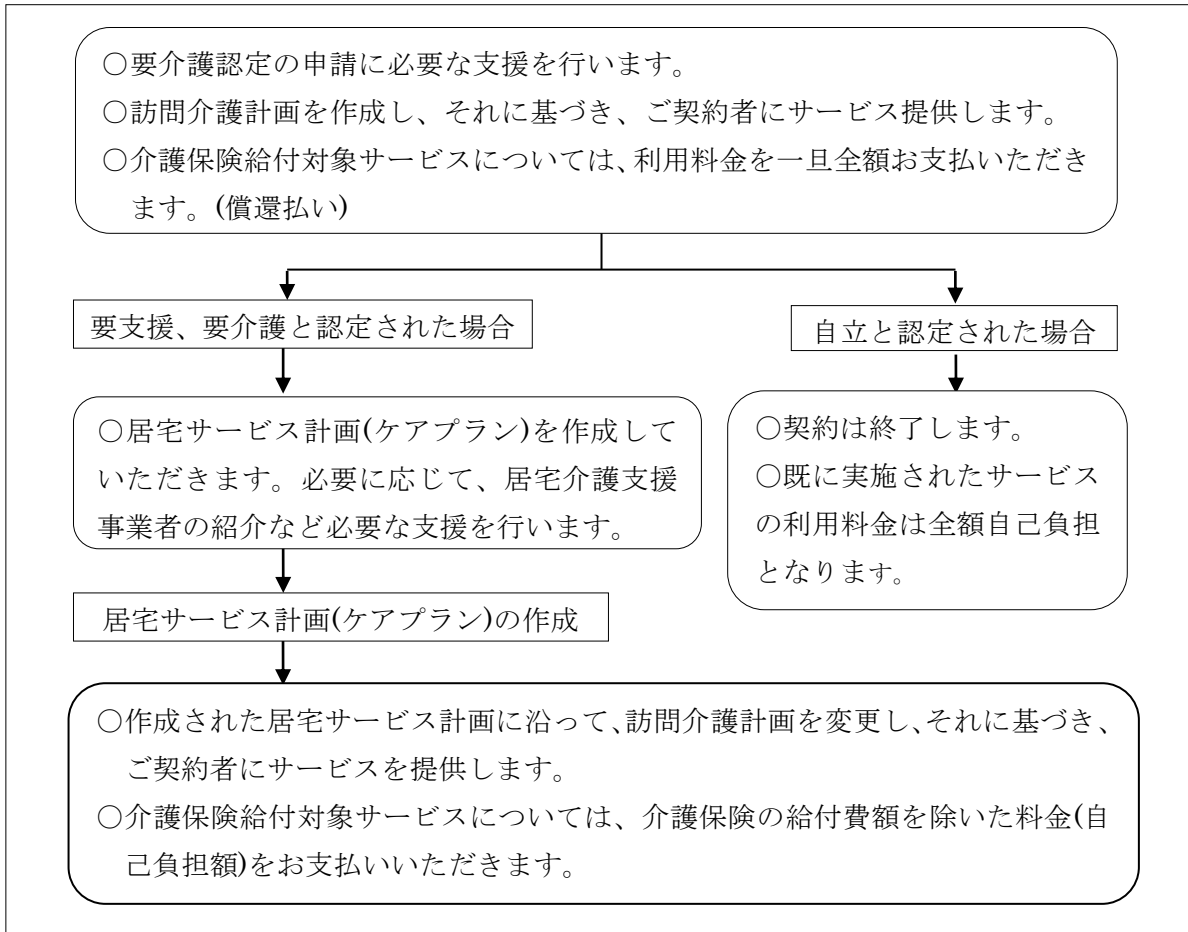 ○要介護認定の申請に必要な支援を行います。
○訪問介護計画を作成し、それに基づき、ご契約者にサービス提供します。
○介護保険給付対象サービスについては、利用料金を一旦全額お支払いただき
ます。(償還払い)
要支援、要介護と認定された場合
自立と認定された場合
○居宅サービス計画(ケアプラン)を作成して
いただきます。必要に応じて、居宅介護支援
事業者の紹介など必要な支援を行います。
○契約は終了します。
○既に実施されたサービス
の利用料金は全額自己負担
となります。
居宅サービス計画(ケアプラン)の作成
○作成された居宅サービス計画に沿って、訪問介護計画を変更し、それに基づき、
ご契約者にサービスを提供します。
○介護保険給付対象サービスについては、介護保険の給付費額を除いた料金(自
己負担額)をお支払いいただきます。